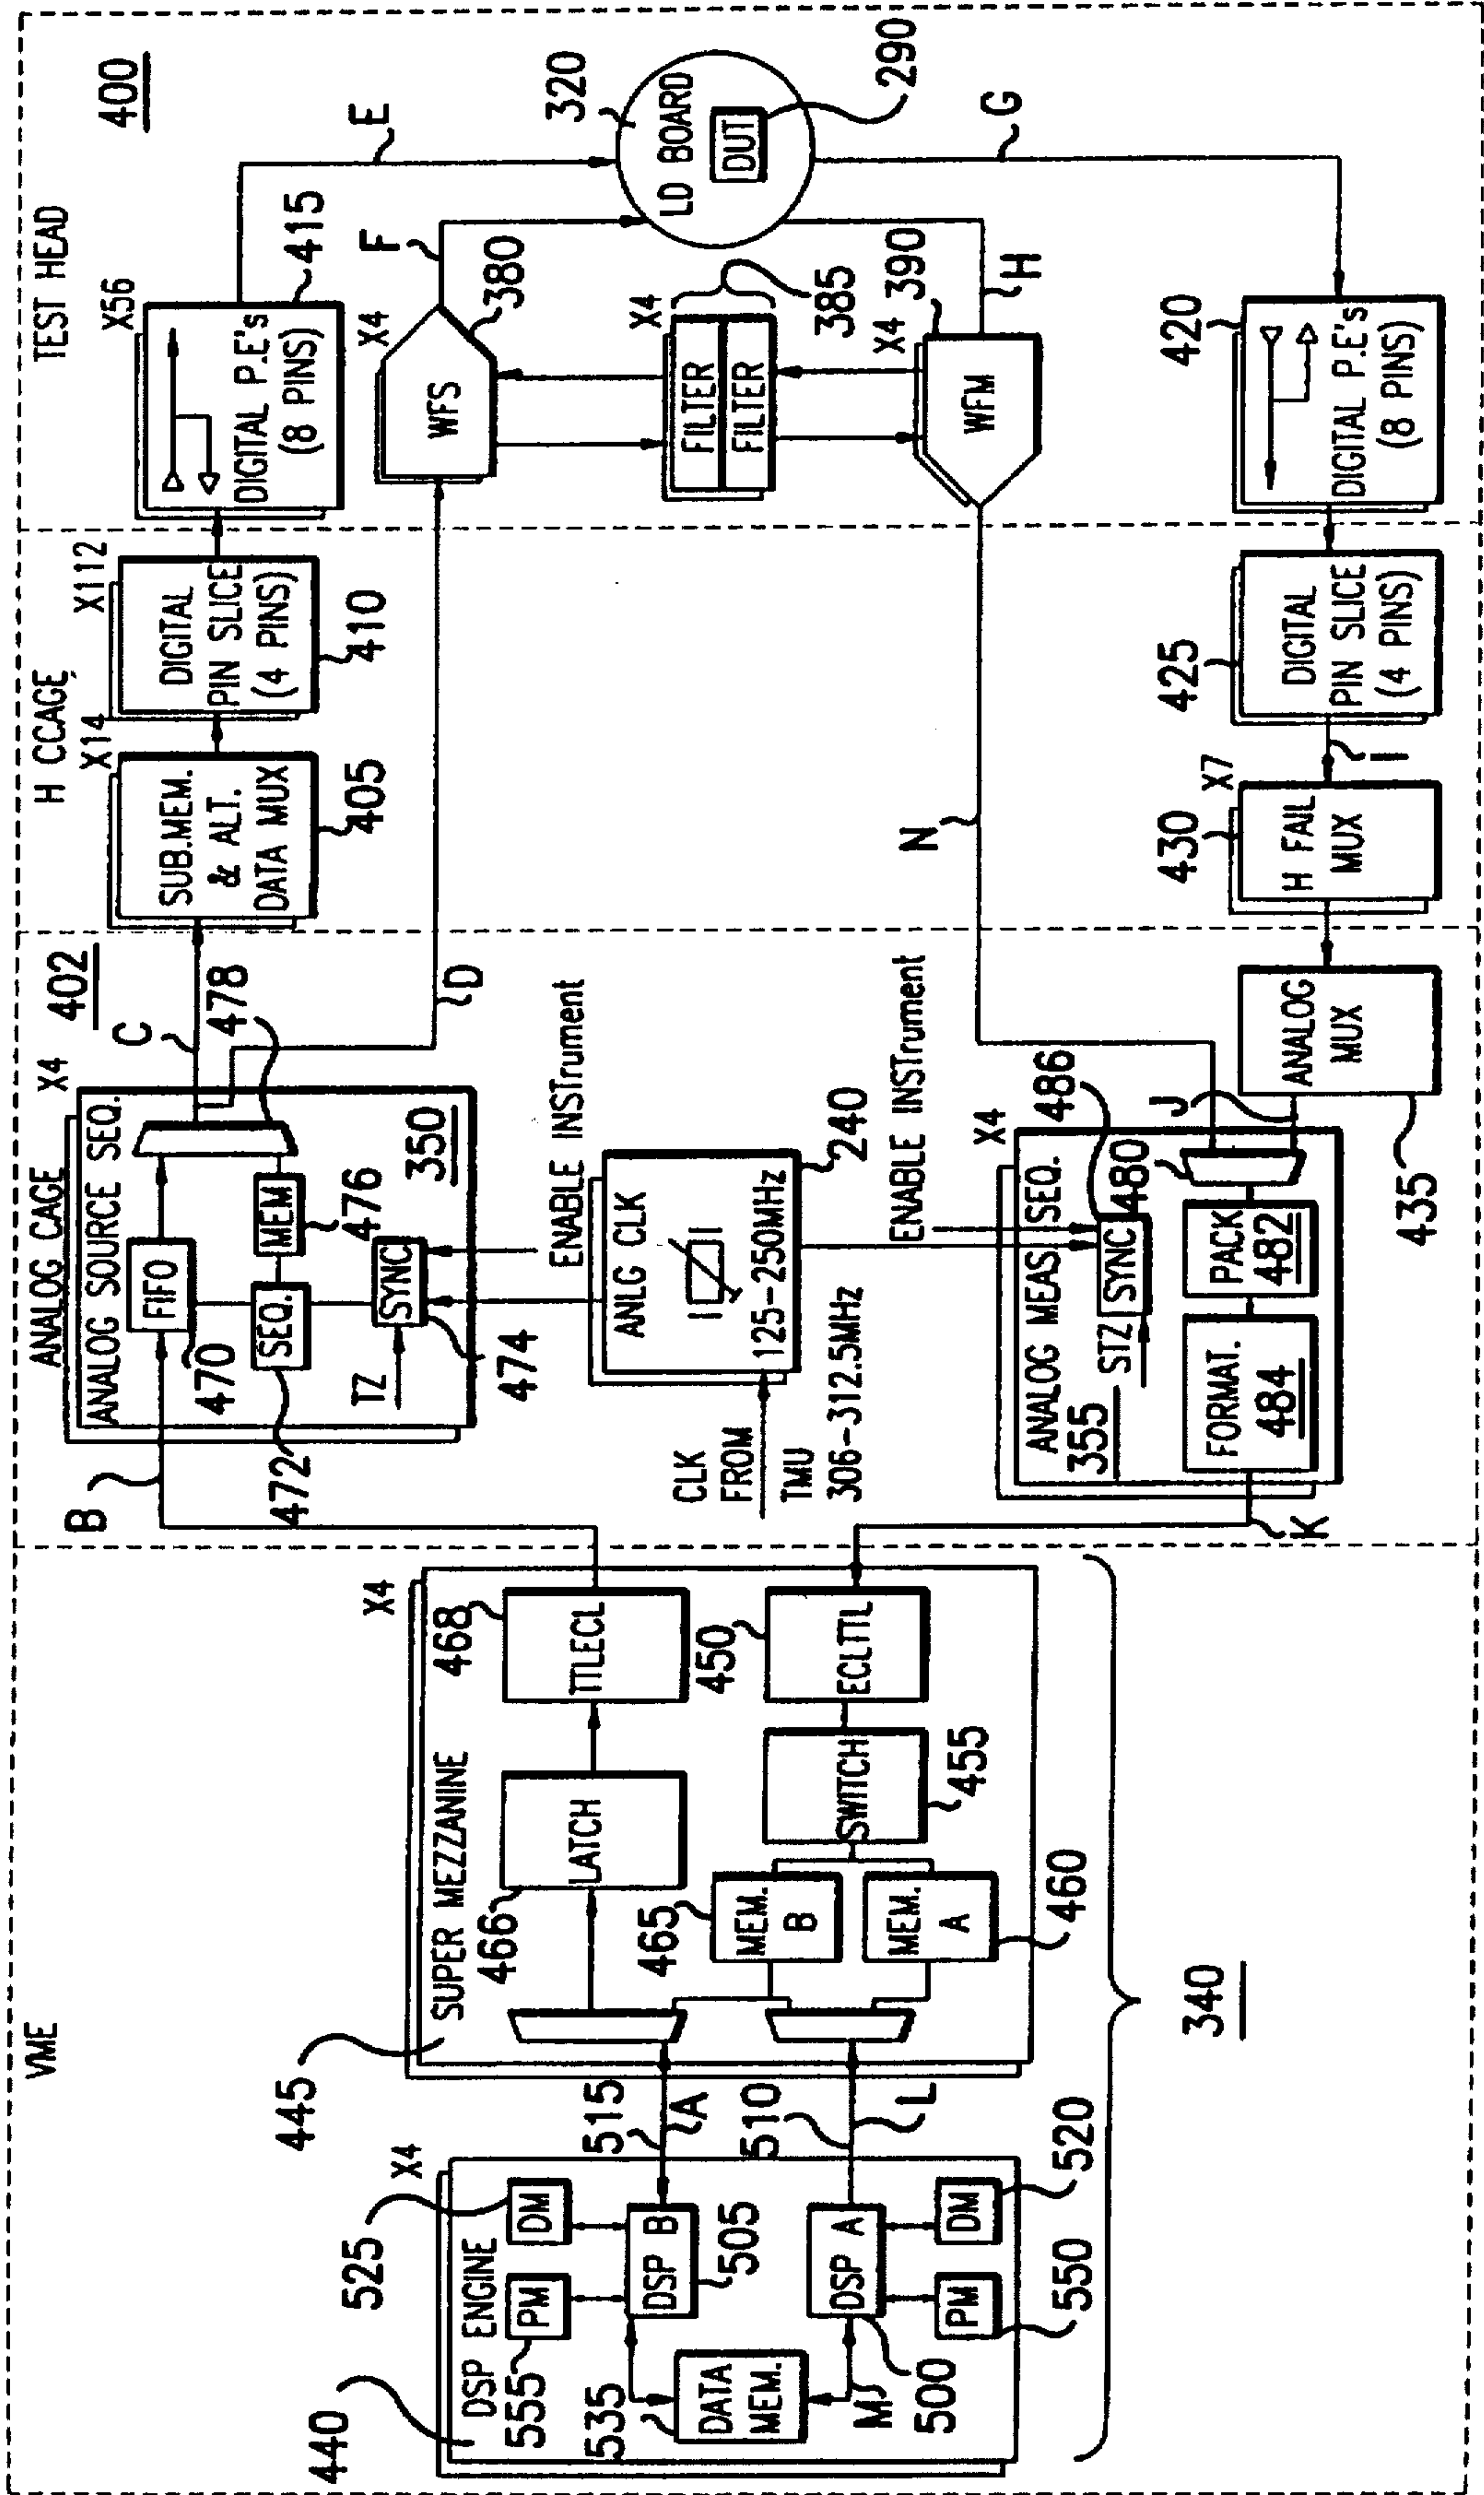 400
VME
ANALOG CAGE
H CCAGE
TEST HEAD
440
DSP ENGINE
X4
525
555
PM
DM
535
DATA
MEM.
DSP B
505
DSP A
500
M
PM
DM
550
520
515
A
510
L
340
445
SUPER MEZZANINE
X4
466
LATCH
468
TTLECL
465
MEM.
B
MEM.
A
460
SWITCH
455
450
ECLTTL
B
K
402
X4
ANALOG SOURCE SEQ.
FIFO
470
SEQ.
472
MEM
476
SYNC
474
TZ
350
478
C
D
ENABLE INSTrument
CLK
FROM
TMU
306-312.5MHz
ANLG CLK
125-250MHz
240
ENABLE INSTrument
X4
ANALOG MEAS SEQ.
355
STZ
SYNC
486
480
PACK
482
FORMAT.
484
J
ANALOG
MUX
435
X14
SUB.MEM.
& ALT.
DATA MUX
405
X112
DIGITAL
PIN SLICE
(4 PINS)
410
N
430
X7
H FAIL
MUX
I
425
DIGITAL
PIN SLICE
(4 PINS)
X56
DIGITAL P.E's
(8 PINS)
415
E
F
X4
WFS
380
X4
FILTER
FILTER
385
X4
390
WFM
H
320
LD BOARD
DUT
290
G
420
DIGITAL P.E's
(8 PINS)